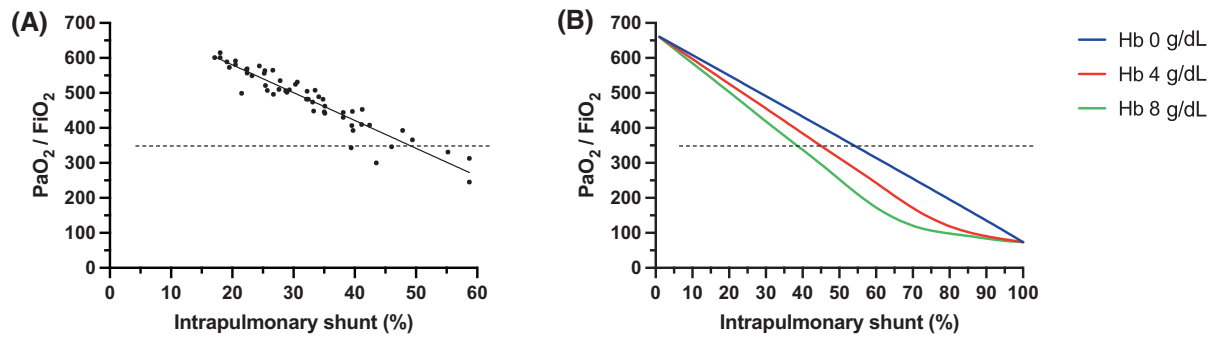 (A)
PaO2 / FiO2
700
600
500
400
300
200
100
0
0 10 20 30 40 50 60
Intrapulmonary shunt (%)
(B)
PaO2 / FiO2
700
600
500
400
300
200
100
0
0 10 20 30 40 50 60 70 80 90 100
Intrapulmonary shunt (%)
Hb 0 g/dL
Hb 4 g/dL
Hb 8 g/dL